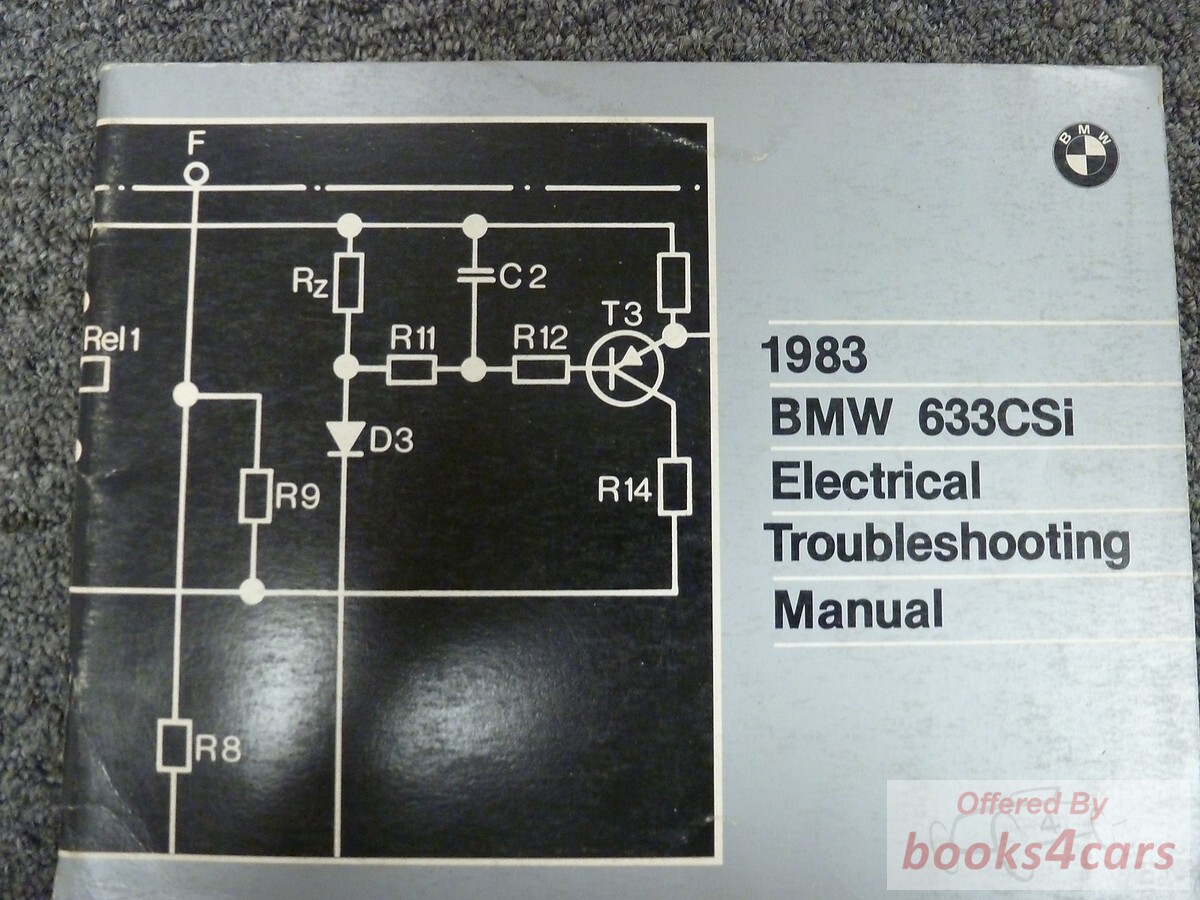 F
BMW
Rz
C2
T3
Rel1
R11
R12
1983
BMW 633CSi
D3
Electrical
R9
R14
Troubleshooting
Manual
R8
Offered By
books4cars